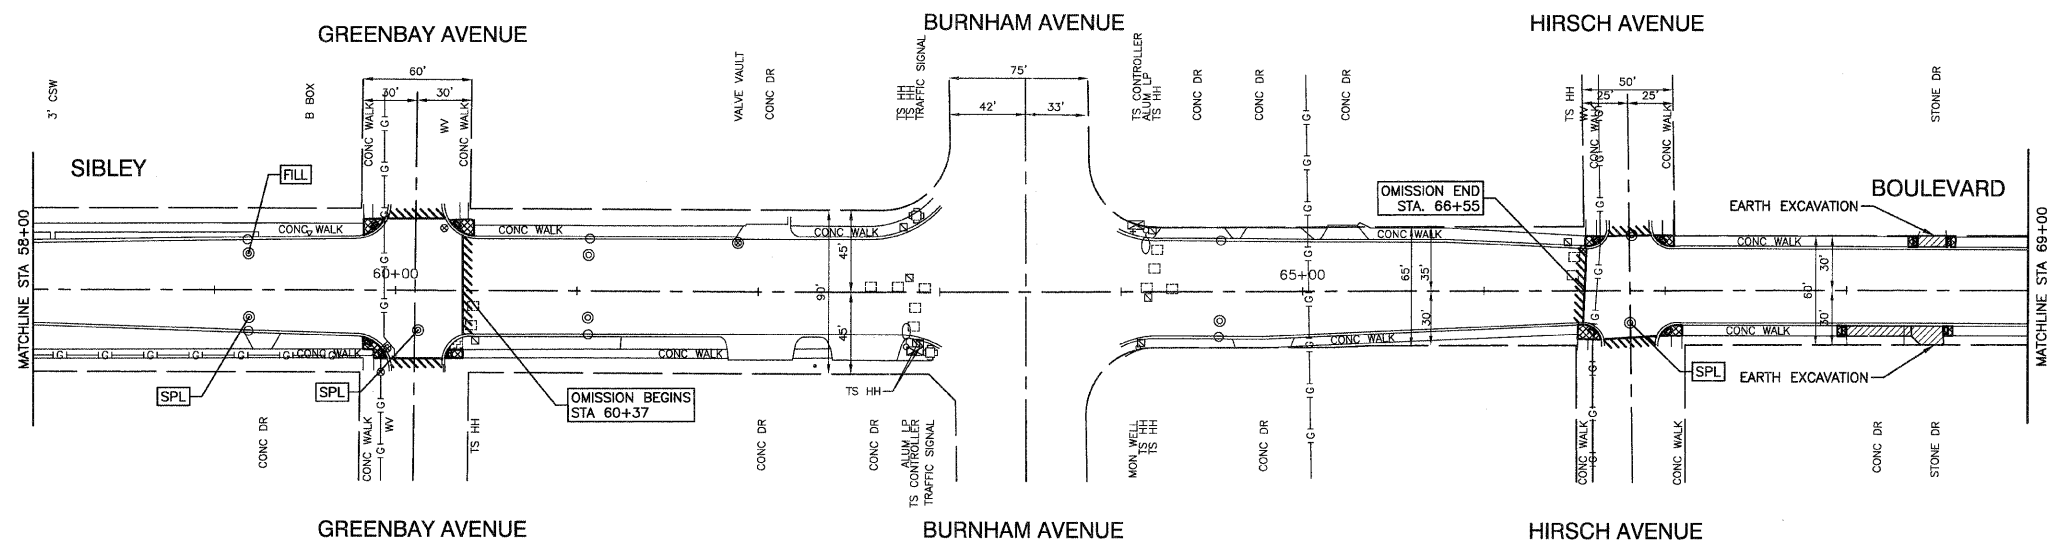 GREENBAY AVENUE
BURNHAM AVENUE
HIRSCH AVENUE
3' CSW
B BOX
60'
30'
30'
CONC WALK
G
WV
CONC WALK
VALVE VAULT
CONC DR
TS HH
TS HH
TRAFFIC SIGNAL
75'
42'
33'
TS CONTROLLER
ALUM LP
TS HH
CONC DR
CONC DR
G
CONC DR
TS HH
WV
50'
25'
25'
CONC WALK
G
CONC WALK
STONE DR
SIBLEY
BOULEVARD
FILL
OMISSION END
STA. 66+55
EARTH EXCAVATION
MATCHLINE STA 58+00
MATCHLINE STA 69+00
CONC WALK
CONC WALK
CONC WALK
CONC WALK
CONC WALK
60+00
65+00
45'
90'
45'
65'
35'
30'
60'
30'
30'
G G G G G G
CONC WALK
CONC WALK
CONC WALK
CONC WALK
SPL
SPL
SPL
OMISSION BEGINS
STA 60+37
TS HH
EARTH EXCAVATION
CONC DR
CONC WALK
G
WV
TS HH
CONC DR
CONC DR
ALUM LP
TS CONTROLLER
TRAFFIC SIGNAL
MON WELL
TS HH
TS HH
CONC DR
G
CONC WALK
G
CONC WALK
CONC DR
STONE DR
GREENBAY AVENUE
BURNHAM AVENUE
HIRSCH AVENUE